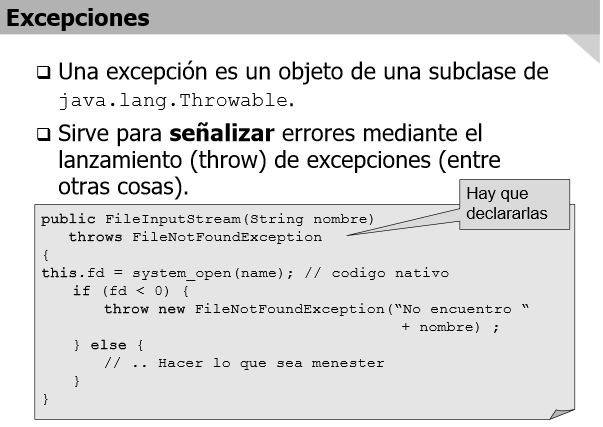 Excepciones
❑ Una excepción es un objeto de una subclase de
java.lang.Throwable.
❑ Sirve para señalizar errores mediante el
lanzamiento (throw) de excepciones (entre
otras cosas).
Hay que
declararlas
public FileInputStream(String nombre)
throws FileNotFoundException
{
this.fd = system_open(name); // codigo nativo
if (fd < 0) {
throw new FileNotFoundException(“No encuentro “
+ nombre) ;
} else {
// .. Hacer lo que sea menester
}
}